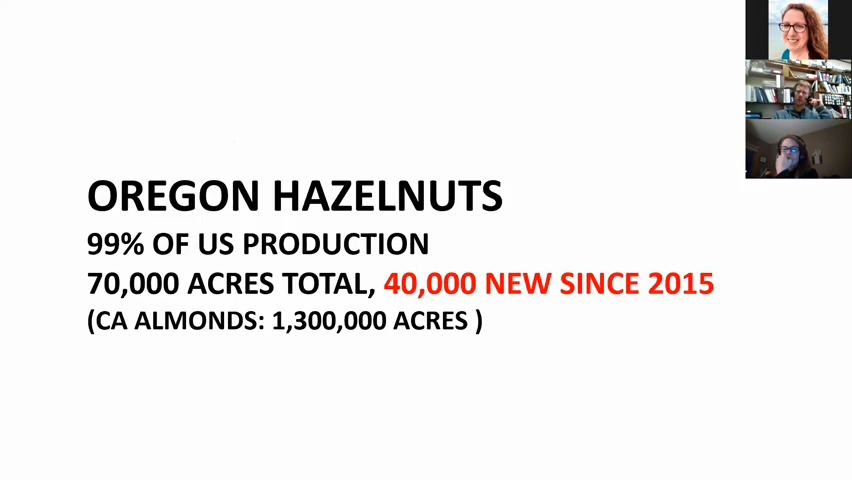 OREGON HAZELNUTS
99% OF US PRODUCTION
70,000 ACRES TOTAL, 40,000 NEW SINCE 2015
(CA ALMONDS: 1,300,000 ACRES )